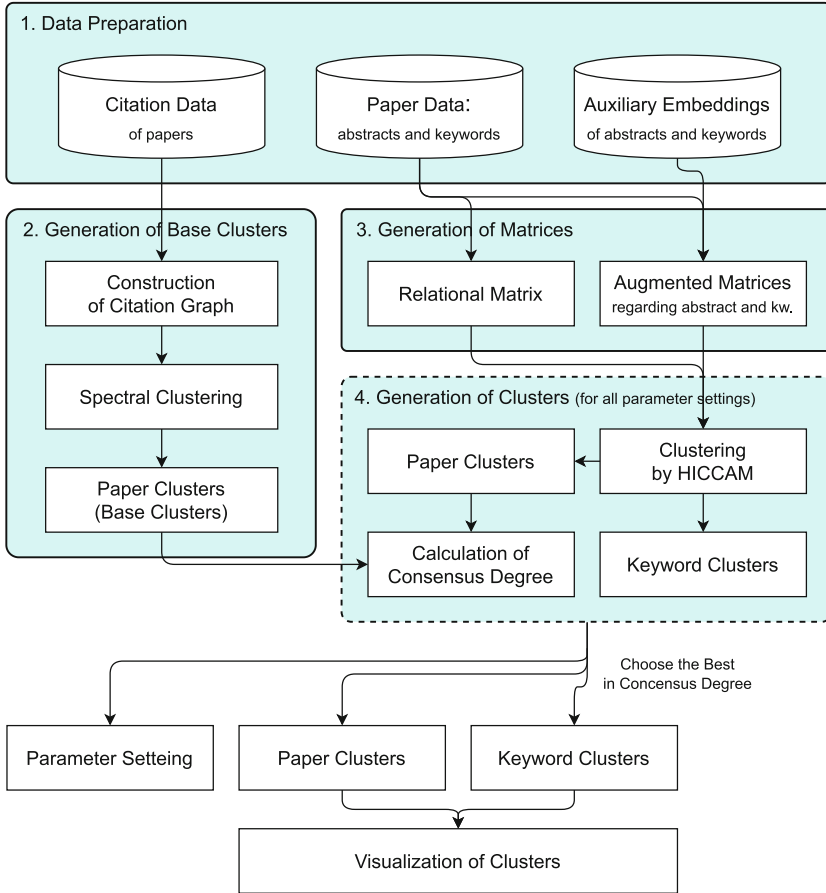 1. Data Preparation
Citation Data
of papers
Paper Data:
abstracts and keywords
Auxiliary Embeddings
of abstracts and keywords
2. Generation of Base Clusters
Construction
of Citation Graph
Spectral Clustering
Paper Clusters
(Base Clusters)
3. Generation of Matrices
Relational Matrix
Augmented Matrices
regarding abstract and kw.
4. Generation of Clusters (for all parameter settings)
Paper Clusters
Clustering
by HICCAM
Calculation of
Consensus Degree
Keyword Clusters
Choose the Best
in Concensus Degree
Parameter Setteing
Paper Clusters
Keyword Clusters
Visualization of Clusters